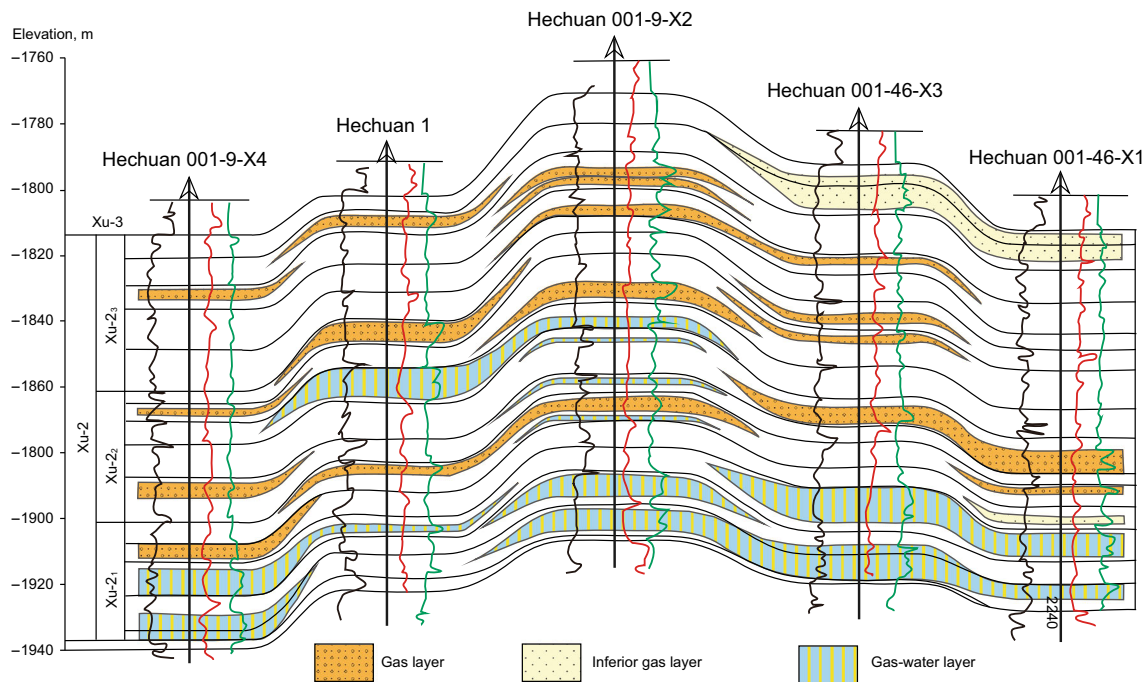 Hechuan 001-9-X2
Elevation, m
−1760
Hechuan 001-46-X3
−1780
Hechuan 1
Hechuan 001-9-X4
Hechuan 001-46-X1
−1800
Xu-3
−1820
Xu-2₃
−1840
−1860
Xu-2
−1880
Xu-2₂
−1800
−1900
Xu-2₁
−1920
2240
−1940
Gas layer
Inferior gas layer
Gas-water layer